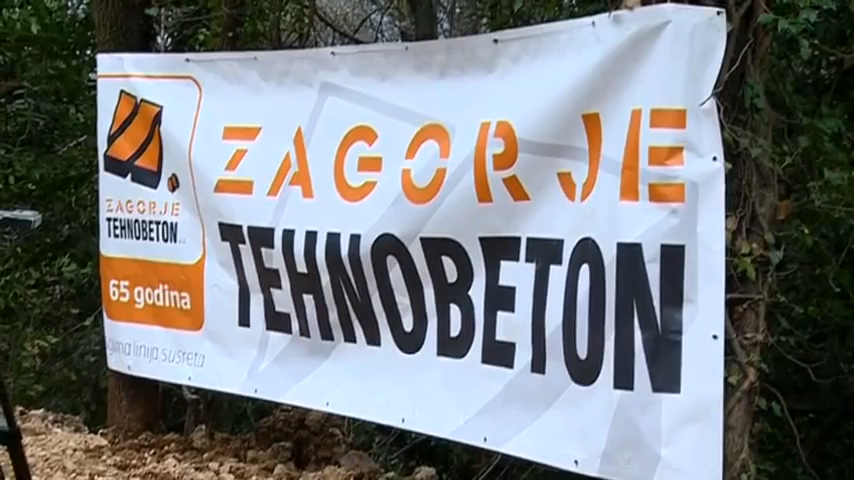 ZAGORJE
TEHNOBETON
65 godina
linija susreta
ZAGORJE
TEHNOBETON